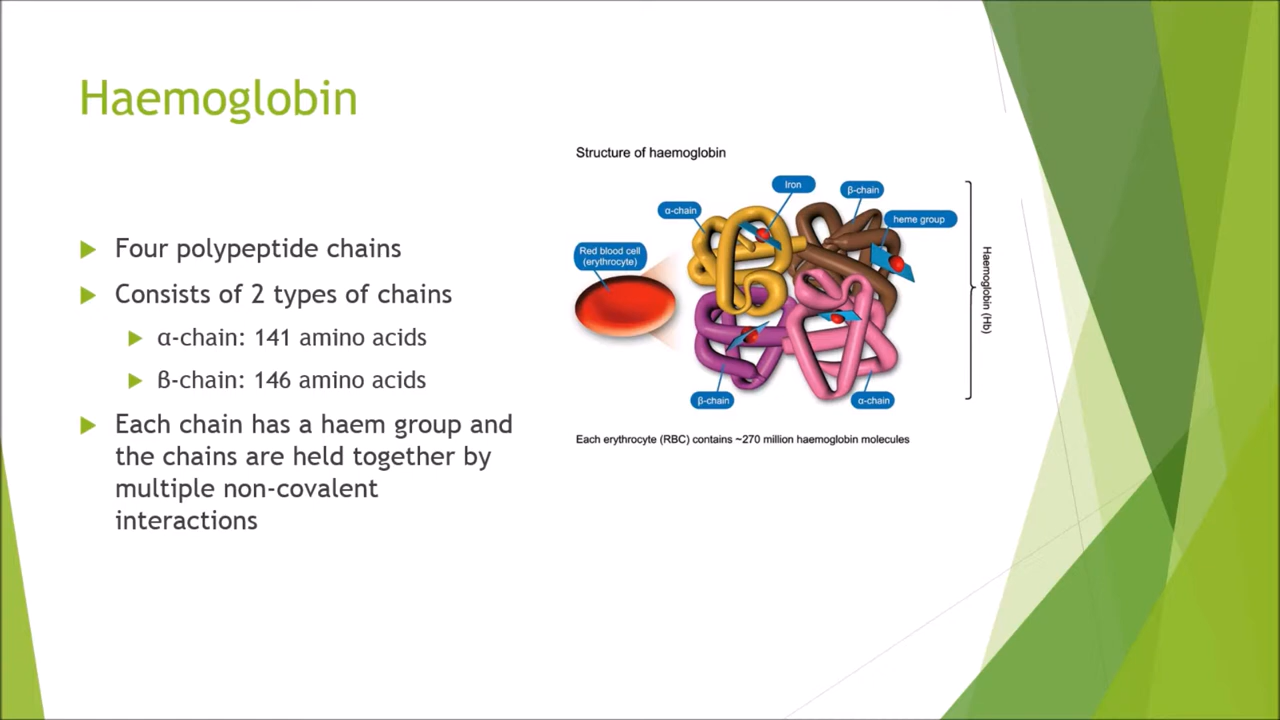 Haemoglobin
Four polypeptide chains
Consists of 2 types of chains
α-chain: 141 amino acids
β-chain: 146 amino acids
Each chain has a haem group and
the chains are held together by
multiple non-covalent
interactions
Structure of haemoglobin
Iron
β-chain
α-chain
heme group
Red blood cell
(erythrocyte)
Haemoglobin (Hb)
β-chain
α-chain
Each erythrocyte (RBC) contains ~270 million haemoglobin molecules